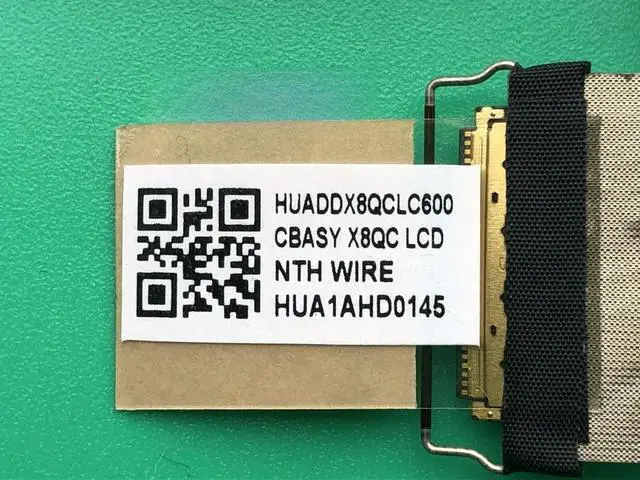 HUADDX8QCLC600
CBASY X8QC LCD
NTH WIRE
HUA1AHD0145